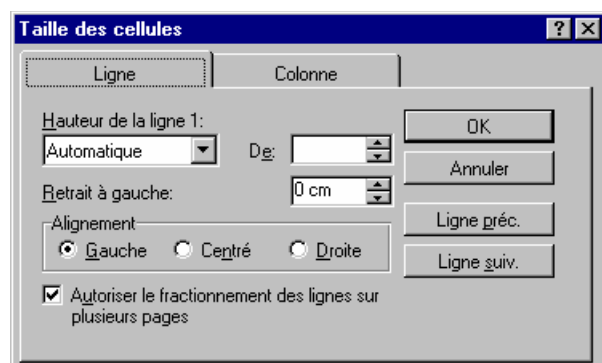 Taille des cellules
Ligne Colonne
Hauteur de la ligne 1:
Automatique De:
Retrait à gauche: 0 cm
Alignement
Gauche Centré Droite
Autoriser le fractionnement des lignes sur
plusieurs pages
OK
Annuler
Ligne préc.
Ligne suiv.